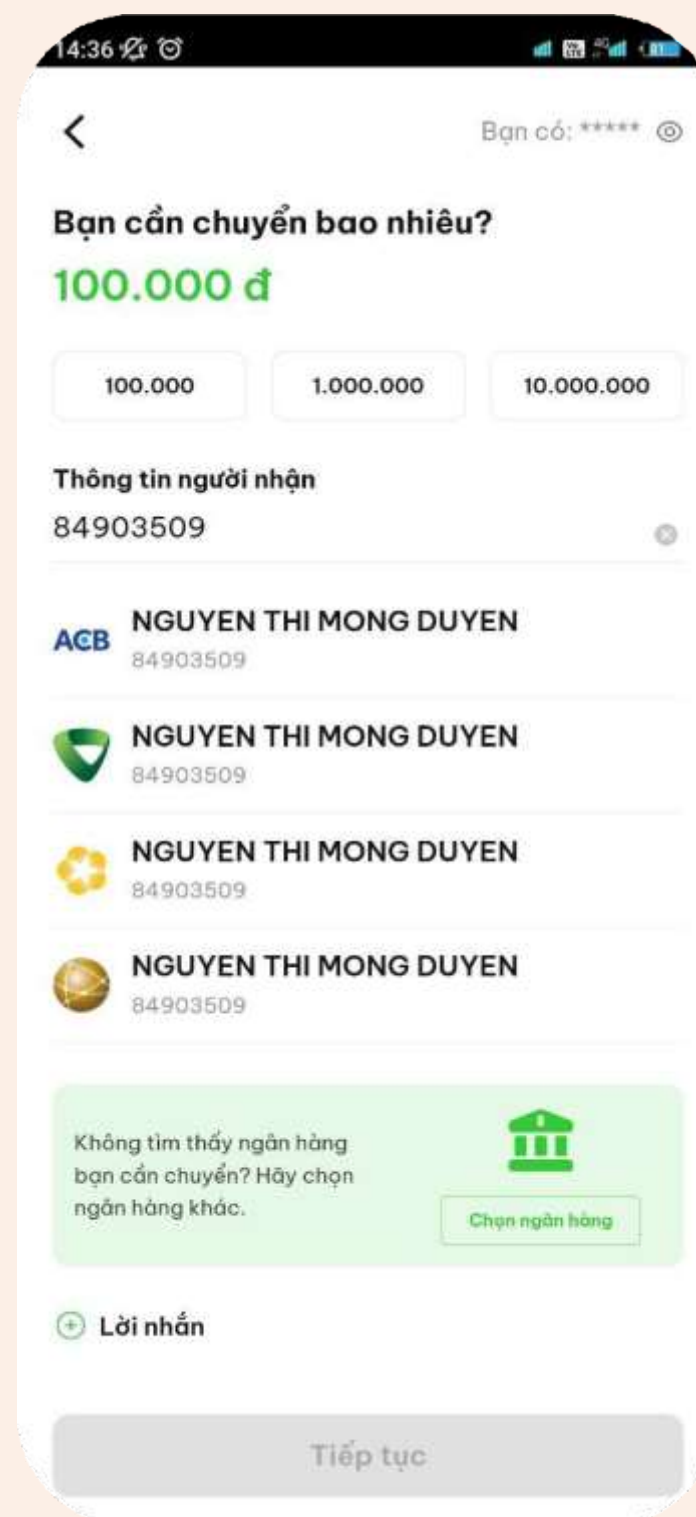 14:36
Bạn có: *****
Bạn cần chuyển bao nhiêu?
100.000 đ
100.000
1.000.000
10.000.000
Thông tin người nhận
84903509
ACB
NGUYEN THI MONG DUYEN
84903509
NGUYEN THI MONG DUYEN
84903509
NGUYEN THI MONG DUYEN
84903509
NGUYEN THI MONG DUYEN
84903509
Không tìm thấy ngân hàng
bạn cần chuyển? Hãy chọn
ngân hàng khác.
Chọn ngân hàng
Lời nhắn
Tiếp tục